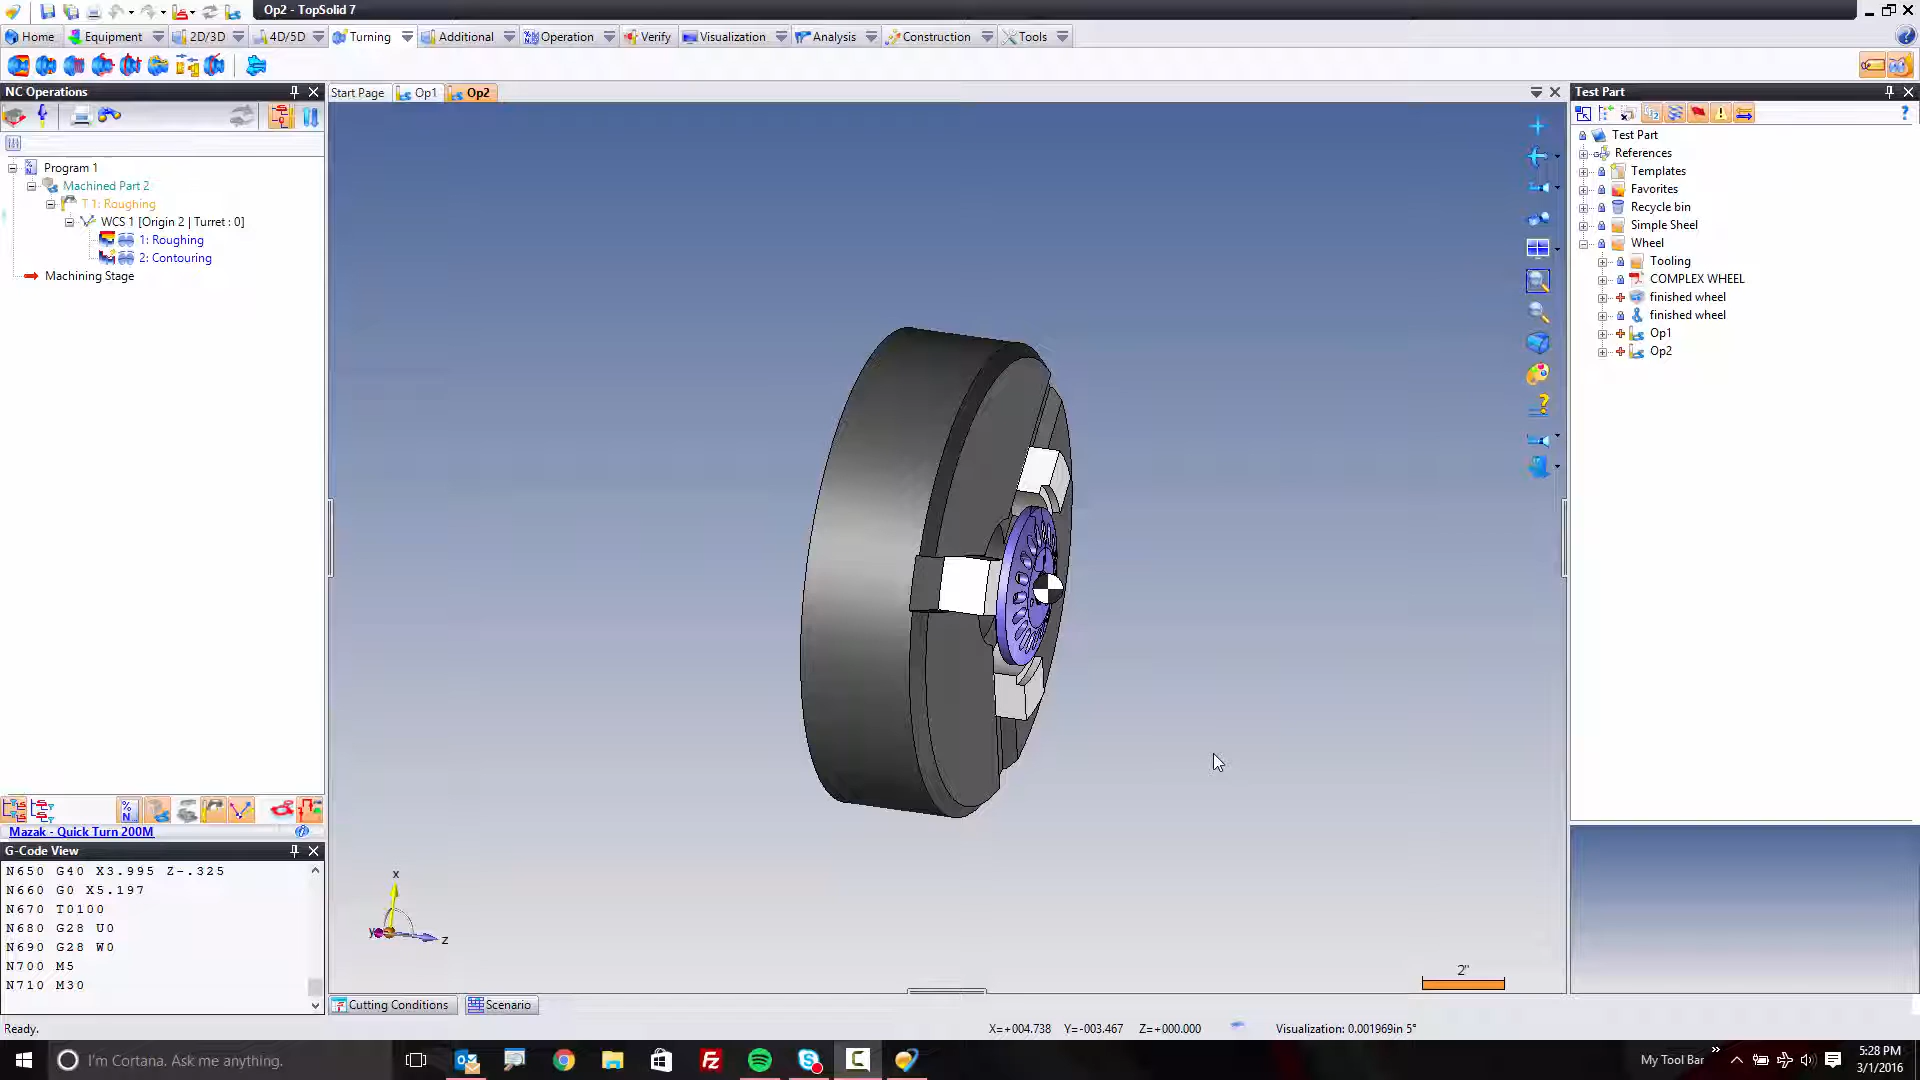 Op2 - TopSolid 7
Home
Equipment
2D/3D
4D/5D
Turning
Additional
Operation
Verify
Visualization
Analysis
Construction
Tools
NC Operations
Start Page
Op1
Op2
Test Part
Program 1
Machined Part 2
T 1: Roughing
WCS 1 [Origin 2 | Turret : 0]
1: Roughing
2: Contouring
Machining Stage
Test Part
References
Templates
Favorites
Recycle bin
Simple Sheel
Wheel
Tooling
COMPLEX WHEEL
finished wheel
finished wheel
Op1
Op2
Mazak - Quick Turn 200M
G-Code View
N650 G40 X3.995 Z-.325
N660 G0 X5.197
N670 T0100
N680 G28 U0
N690 G28 W0
N700 M5
N710 M30
x
y
z
2"
Cutting Conditions
Scenario
Ready.
X=+004.738 Y=-003.467 Z=+000.000
Visualization: 0.001969in 5°
I'm Cortana. Ask me anything.
My Tool Bar
5:28 PM
3/1/2016